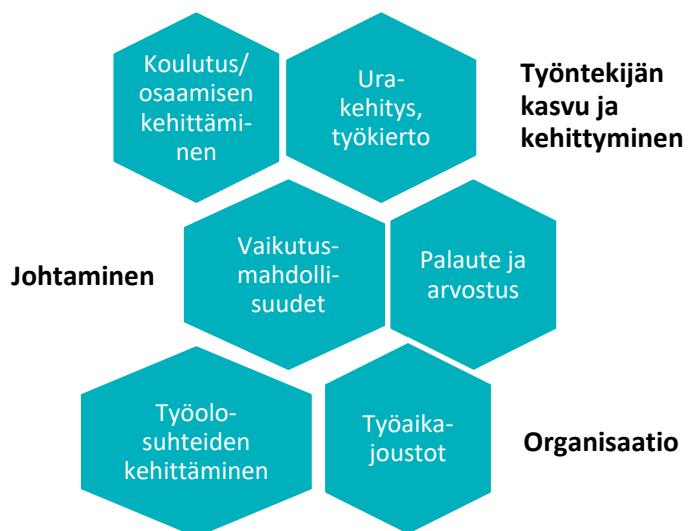 Koulutus/
osaamisen
kehittämi-
nen
Ura-
kehitys,
työkierto
Työntekijän
kasvu ja
kehittyminen
Johtaminen
Vaikutus-
mahdolli-
suudet
Palaute ja
arvostus
Työolo-
suhteiden
kehittäminen
Työaika-
joustot
Organisaatio